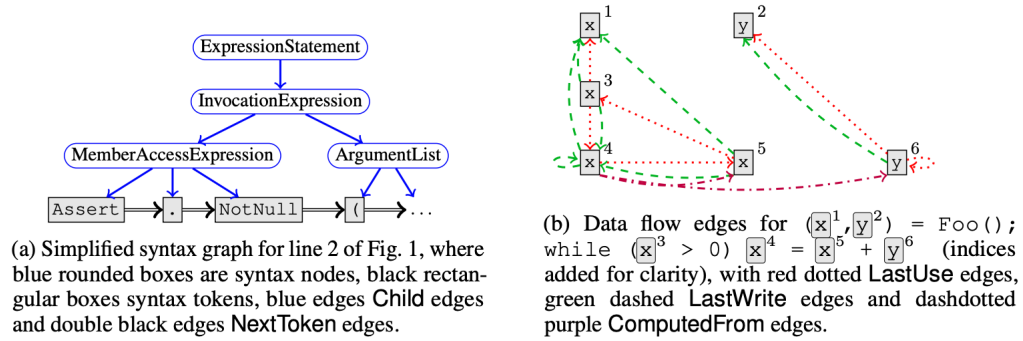 ExpressionStatement
InvocationExpression
MemberAccessExpression
ArgumentList
Assert . NotNull ( ...
(a) Simplified syntax graph for line 2 of Fig. 1, where
blue rounded boxes are syntax nodes, black rectan-
gular boxes syntax tokens, blue edges Child edges
and double black edges NextToken edges.
x 1
y 2
x 3
x 4
x 5
y 6
(b) Data flow edges for (x1,y2) = Foo();
while (x3 > 0) x4 = x5 + y6 (indices
added for clarity), with red dotted LastUse edges,
green dashed LastWrite edges and dashdotted
purple ComputedFrom edges.